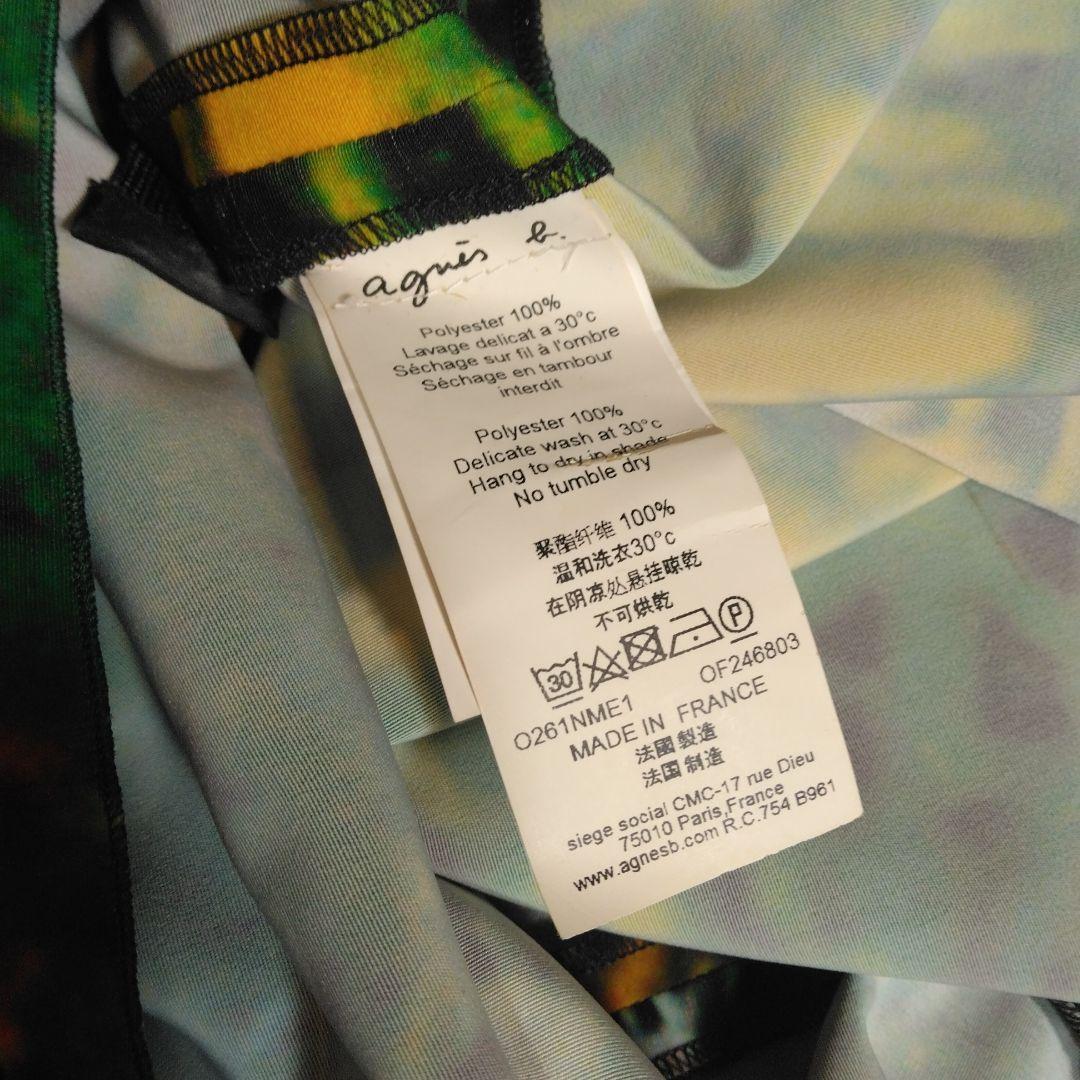 agnès b.
Polyester 100%
Lavage delicat a 30°c
Séchage sur fil à l'ombre
Séchage en tambour
interdit
Polyester 100%
Delicate wash at 30°c
Hang to dry in shade
No tumble dry
聚酯纤维 100%
温和洗衣30°c
在阴凉处悬挂晾乾
不可烘乾
30 P
O261NME1 OF246803
MADE IN FRANCE
法國製造
法国制造
siege social CMC-17 rue Dieu
75010 Paris,France
www.agnesb.com R.C.754 B961